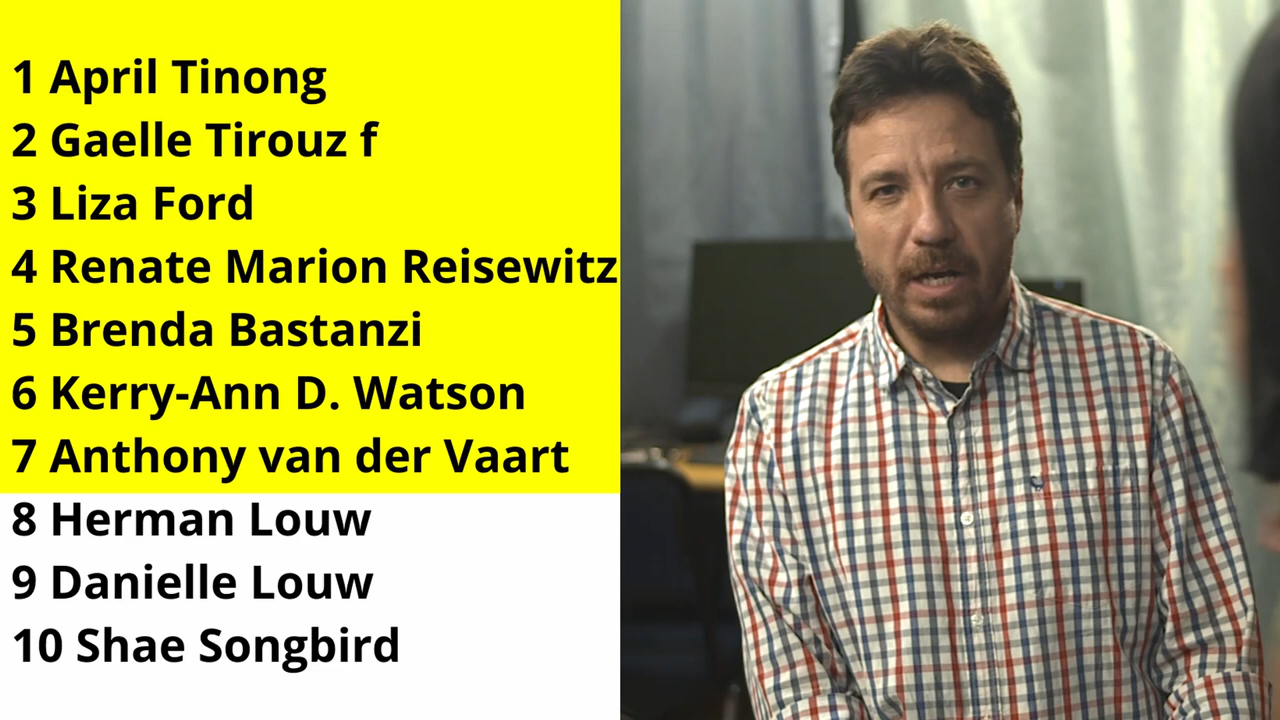 1 April Tinong
2 Gaelle Tirouz f
3 Liza Ford
4 Renate Marion Reisewitz
5 Brenda Bastanzi
6 Kerry-Ann D. Watson
7 Anthony van der Vaart
8 Herman Louw
9 Danielle Louw
10 Shae Songbird